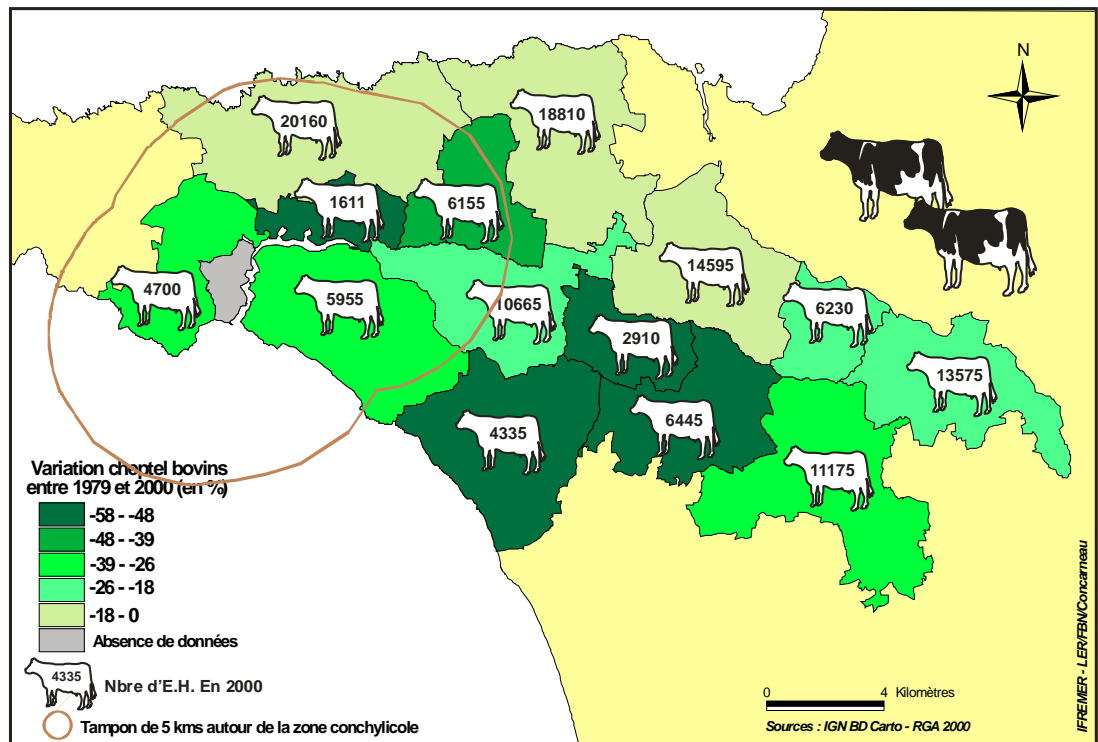 N
20160
18810
1611
6155
14595
4700
5955
10665
6230
2910
13575
4335
6445
11175
Variation cheptel bovins
entre 1979 et 2000 (en %)
-58 - -48
-48 - -39
-39 - -26
-26 - -18
-18 - 0
Absence de données
4335
Nbre d'E.H. En 2000
Tampon de 5 kms autour de la zone conchylicole
0 4 Kilomètres
Sources : IGN BD Carto - RGA 2000
IFREMER - LER/FBN/Concarneau